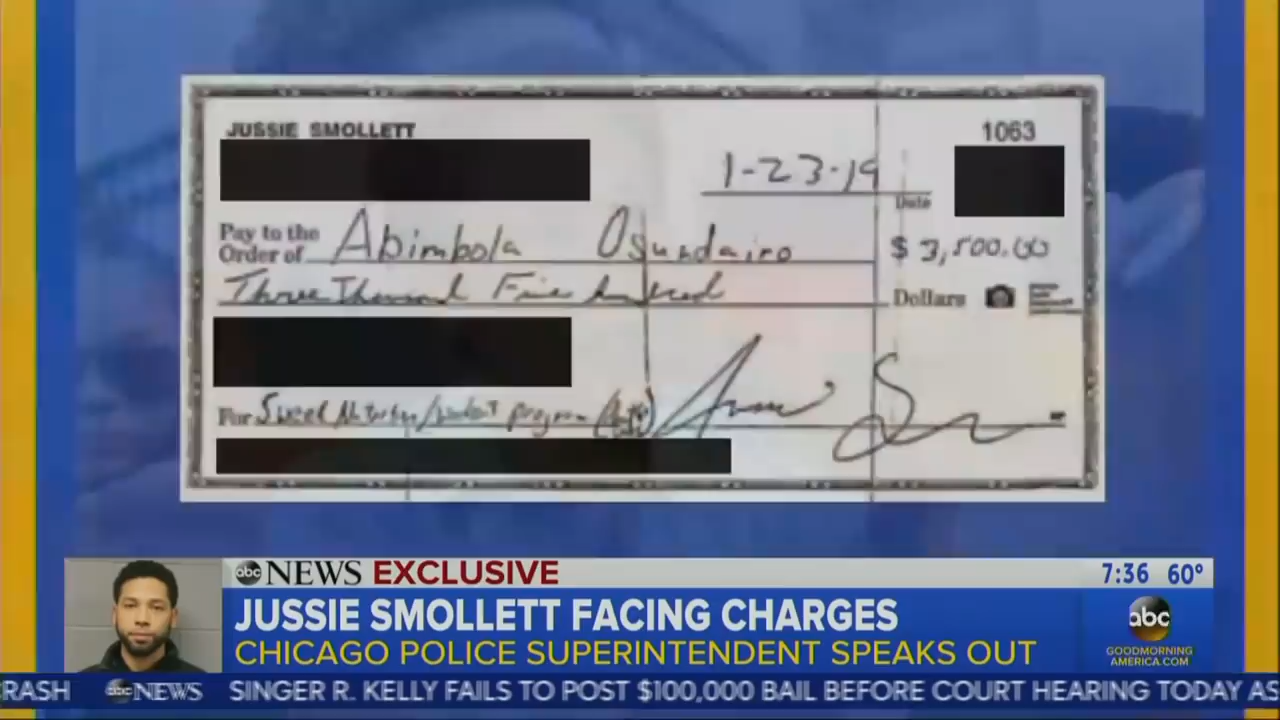 JUSSIE SMOLLETT
1063
1-23-19
Date
Pay to the
Order of Abimbola Osundairo $ 3,500.00
Three Thousand Five hundred Dollars
For program
abc NEWS EXCLUSIVE
7:36 60°
JUSSIE SMOLLETT FACING CHARGES
CHICAGO POLICE SUPERINTENDENT SPEAKS OUT
abc
GOODMORNING
AMERICA.COM
RASH abc NEWS SINGER R. KELLY FAILS TO POST $100,000 BAIL BEFORE COURT HEARING TODAY AS